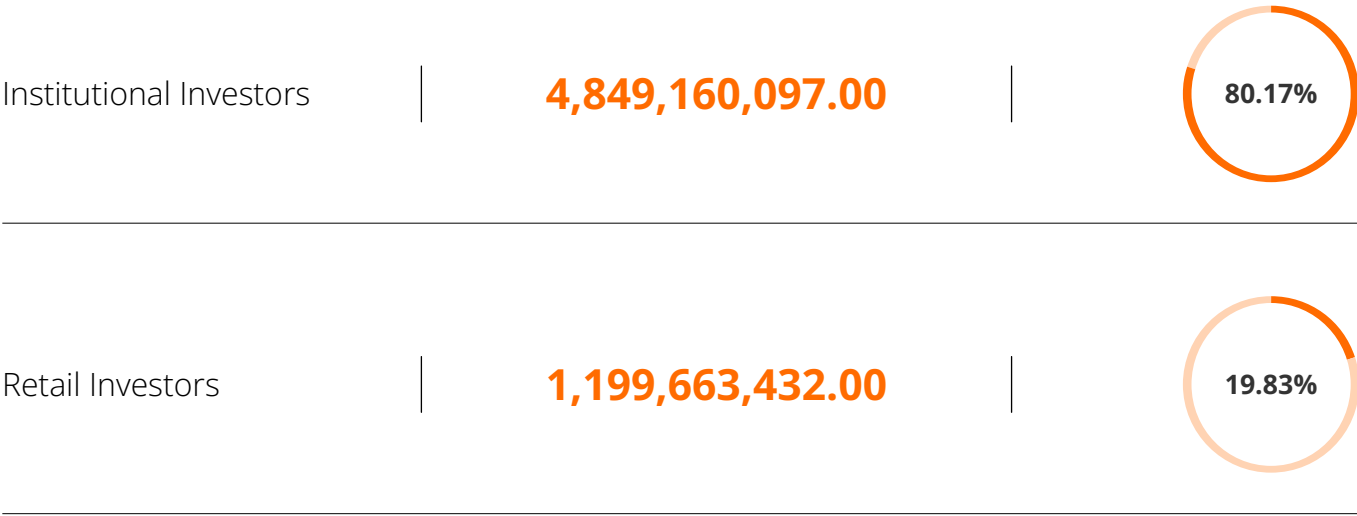 Institutional Investors 4,849,160,097.00 80.17%
Retail Investors 1,199,663,432.00 19.83%